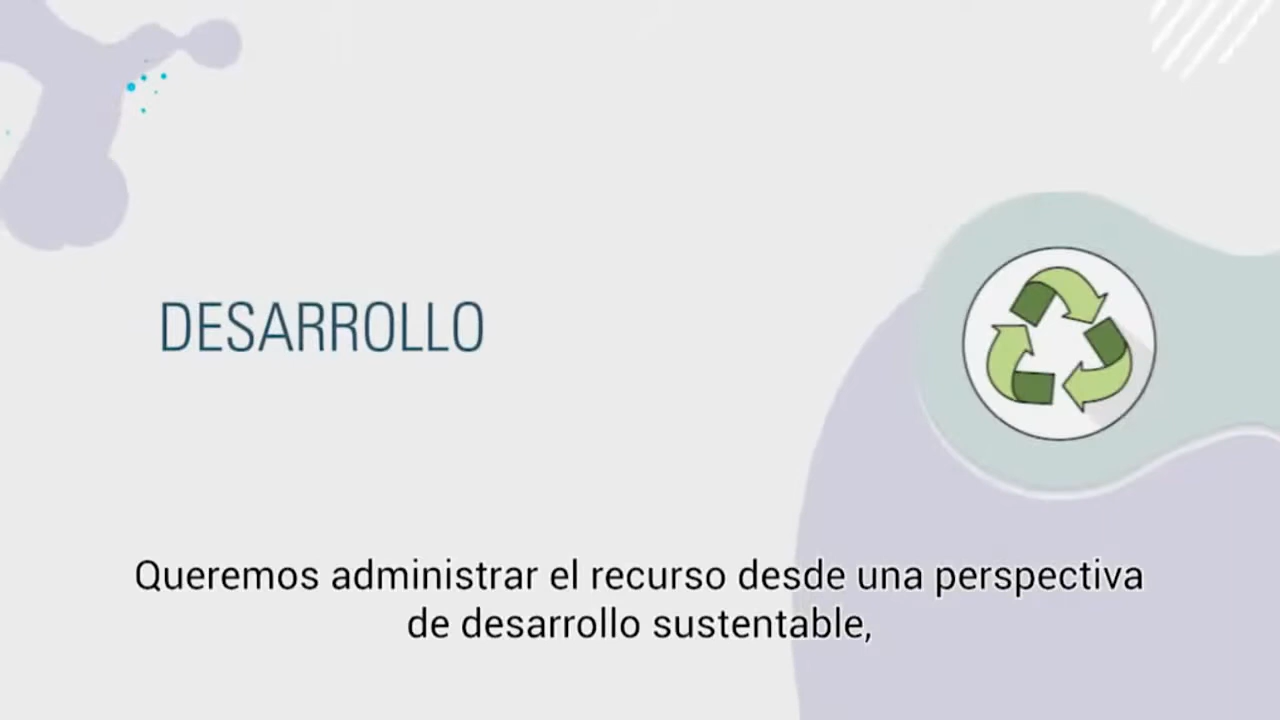 DESARROLLO
Queremos administrar el recurso desde una perspectiva
de desarrollo sustentable,